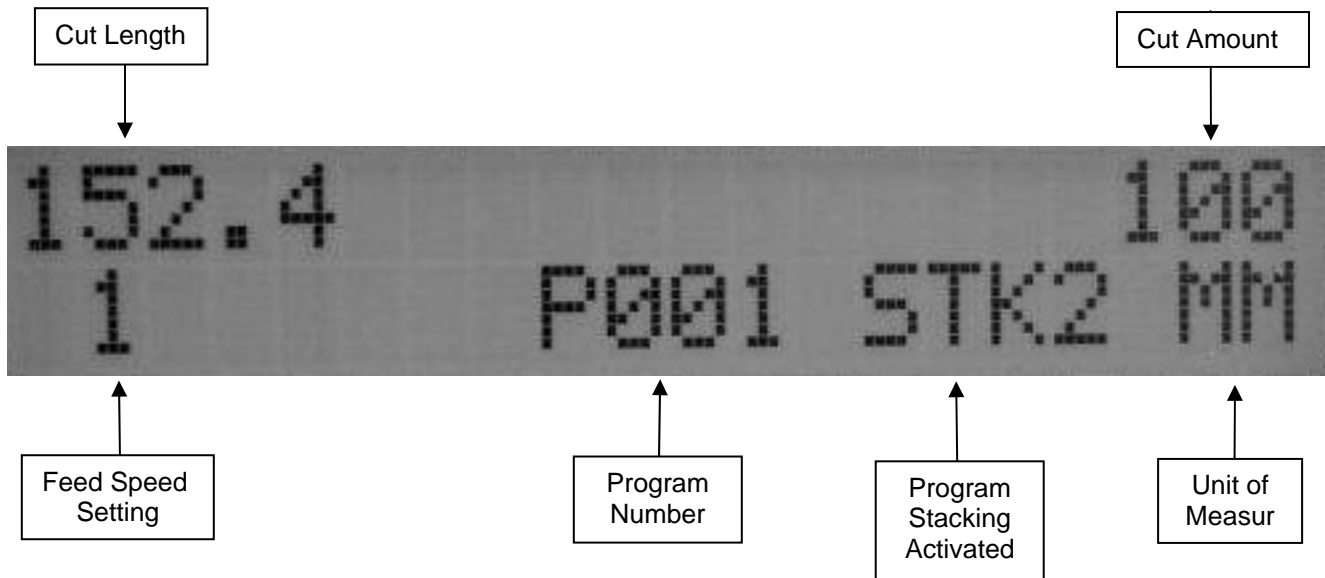 Cut Length
Cut Amount
152.4 100
1 P001 STK2 MM
Feed Speed
Setting
Program
Number
Program
Stacking
Activated
Unit of
Measur